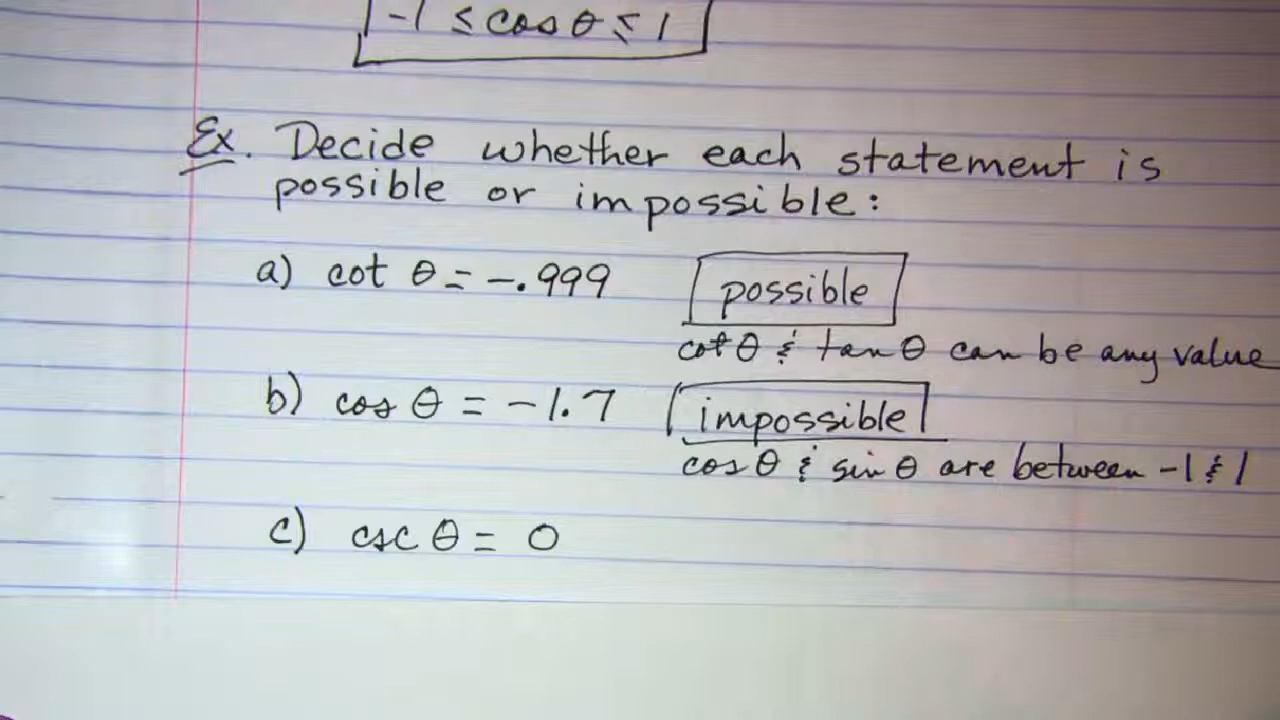 -1 ≤ cos θ ≤ 1
Ex. Decide whether each statement is
possible or impossible:
a) cot θ = -.999 possible
cot θ & tan θ can be any value
b) cos θ = -1.7 impossible
cos θ & sin θ are between -1 & 1
c) csc θ = 0